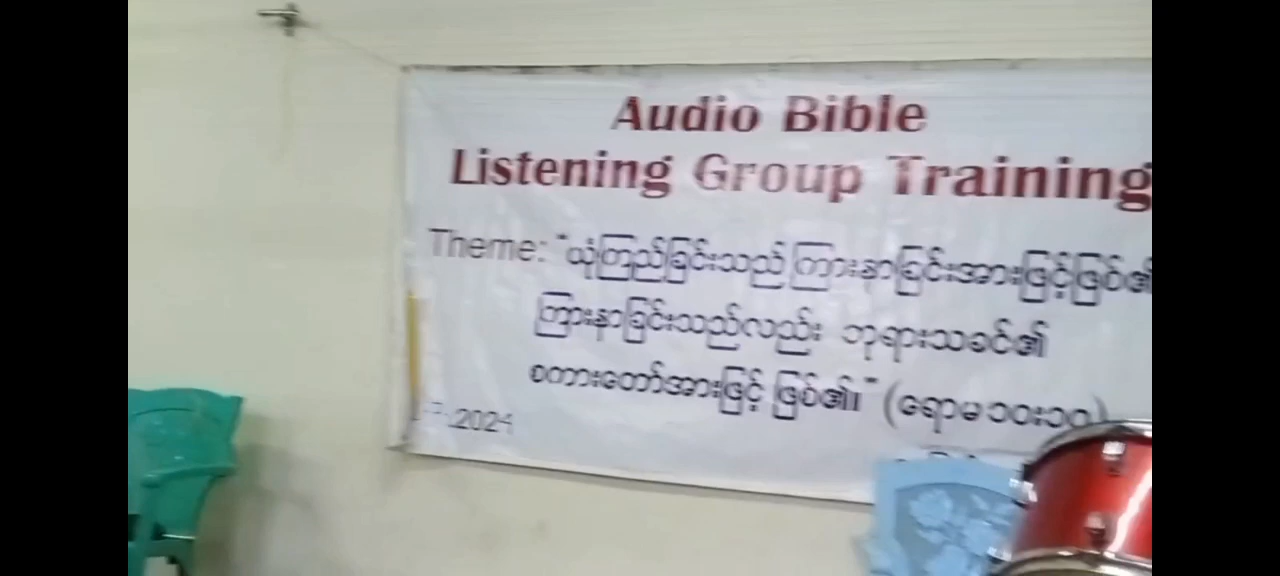 Audio Bible
Listening Group Training
Theme: "ယုံကြည်ခြင်းသည် ကြားနာခြင်းအားဖြင့်ဖြစ်၏
ကြားနာခြင်းသည်လည်း ဘုရားသခင်၏
စကားတော်အားဖြင့် ဖြစ်၏။" (ရောမ ၁၀း၁၇)
.2024